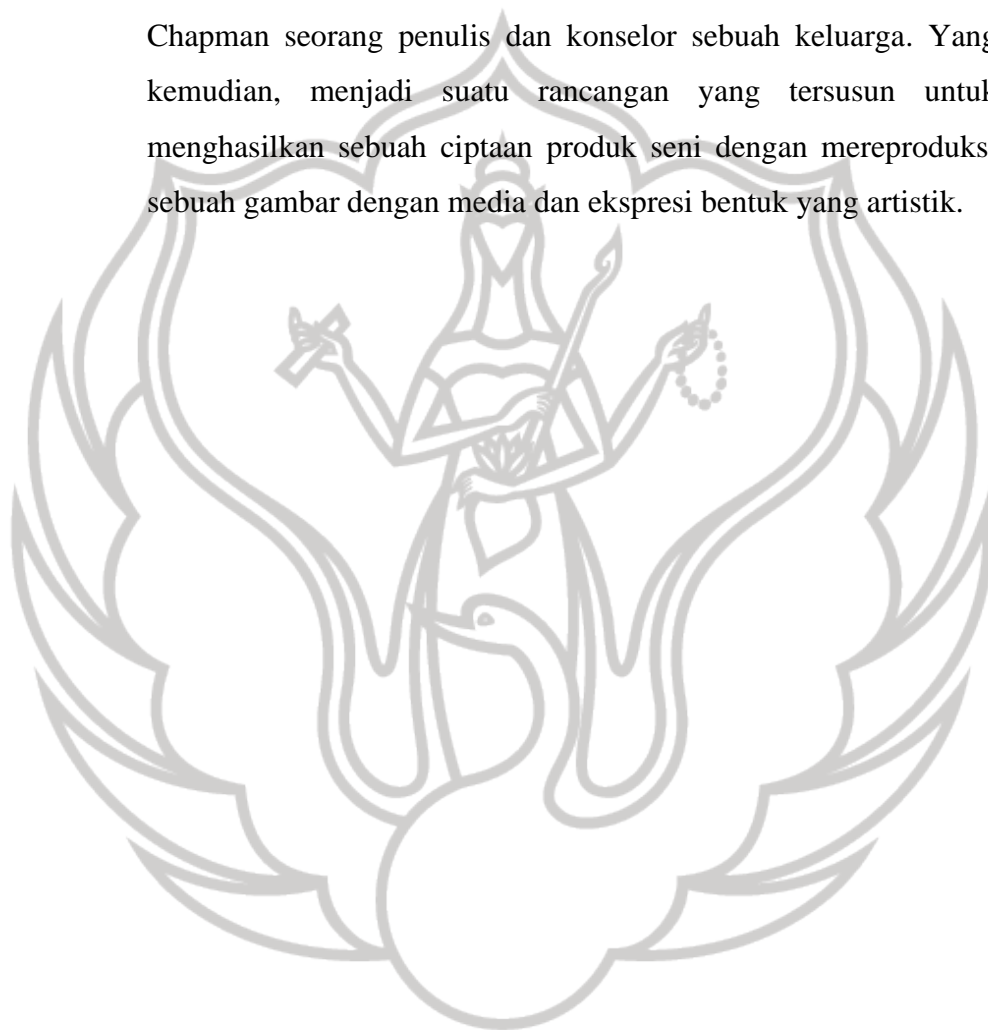 Chapman seorang penulis dan konselor sebuah keluarga. Yang
kemudian, menjadi suatu rancangan yang tersusun untuk
menghasilkan sebuah ciptaan produk seni dengan mereproduks
sebuah gambar dengan media dan ekspresi bentuk yang artistik.